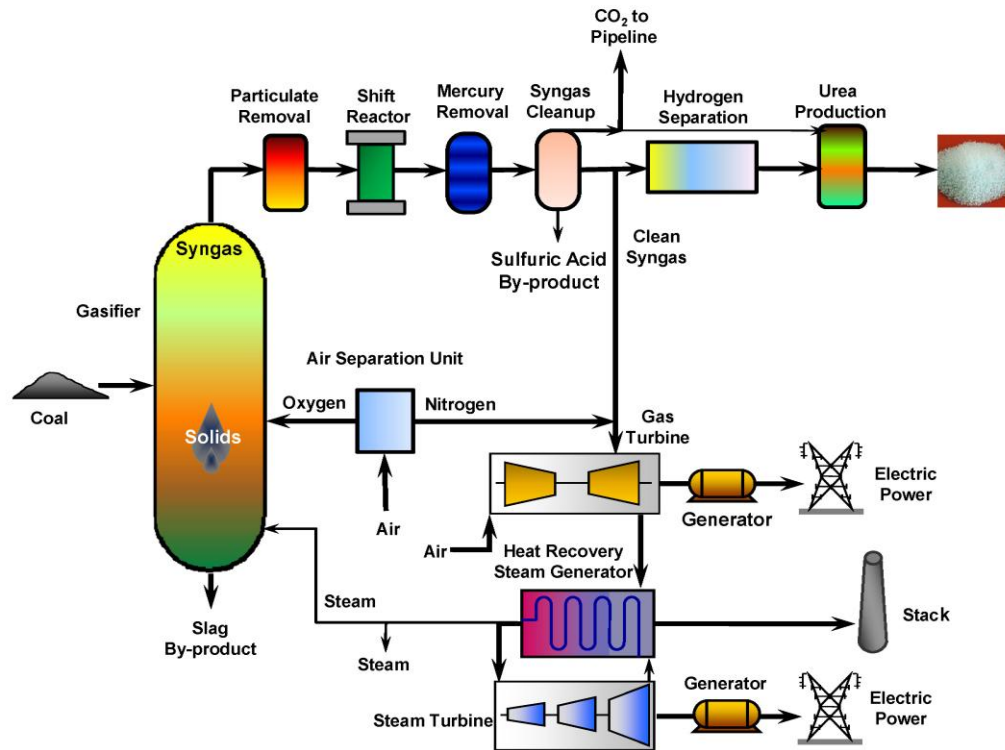 CO₂ to
Pipeline
Particulate
Removal
Shift
Reactor
Mercury
Removal
Syngas
Cleanup
Hydrogen
Separation
Urea
Production
Syngas
Sulfuric Acid
By-product
Clean
Syngas
Gasifier
Air Separation Unit
Coal
Oxygen
Nitrogen
Solids
Gas
Turbine
Electric
Power
Generator
Air
Air
Heat Recovery
Steam Generator
Steam
Stack
Slag
By-product
Steam
Generator
Steam Turbine
Electric
Power